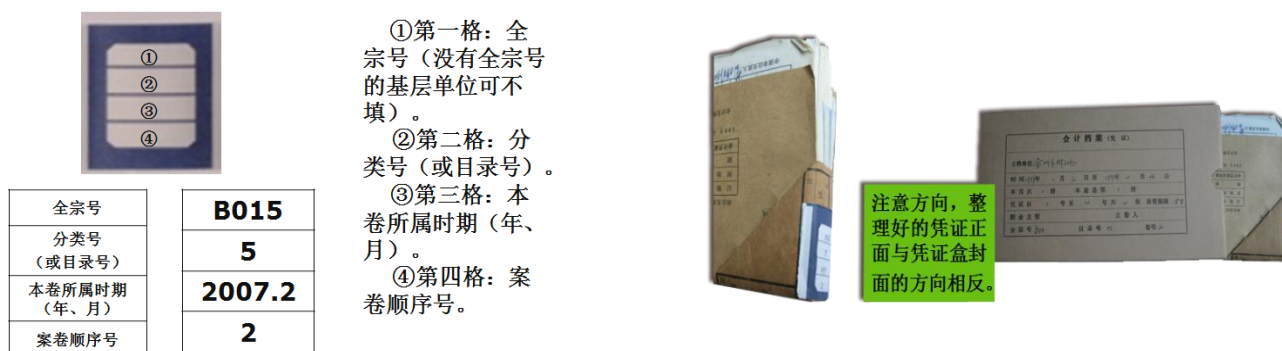 ①
②
③
④
全宗号
分类号
（或目录号）
本卷所属时期
（年、月）
案卷顺序号
B015
5
2007.2
2
①第一格：全
宗号（没有全宗号
的基层单位可不
填）。
②第二格：分
类号（或目录号）。
③第三格：本
卷所属时期（年、
月）。
④第四格：案
卷顺序号。
注意方向，整
理好的凭证正
面与凭证盒封
面的方向相反。
会计档案（凭证）